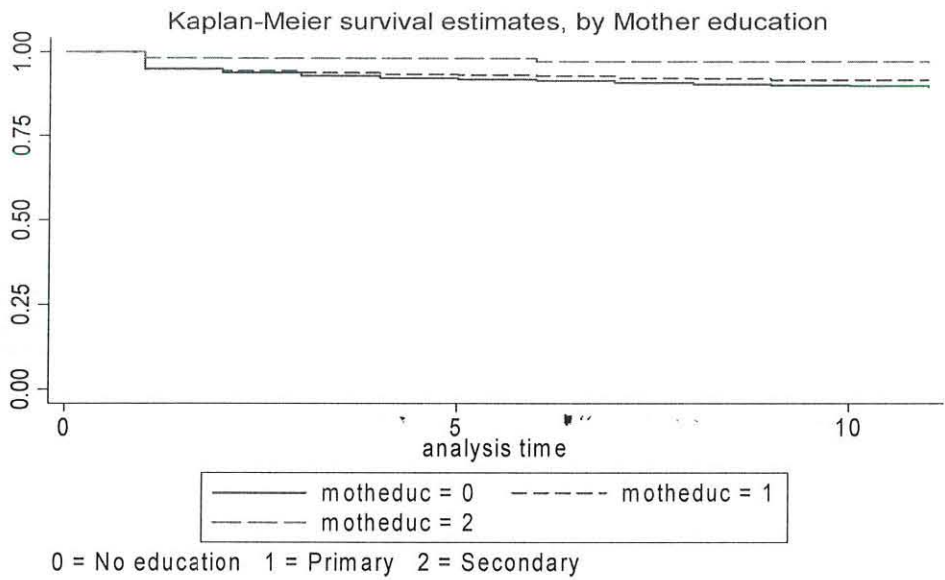 Kaplan-Meier survival estimates, by Mother education
1.00
0.75
0.50
0.25
0.00
0 5 10
analysis time
motheduc = 0 motheduc = 1
motheduc = 2
0 = No education 1 = Primary 2 = Secondary